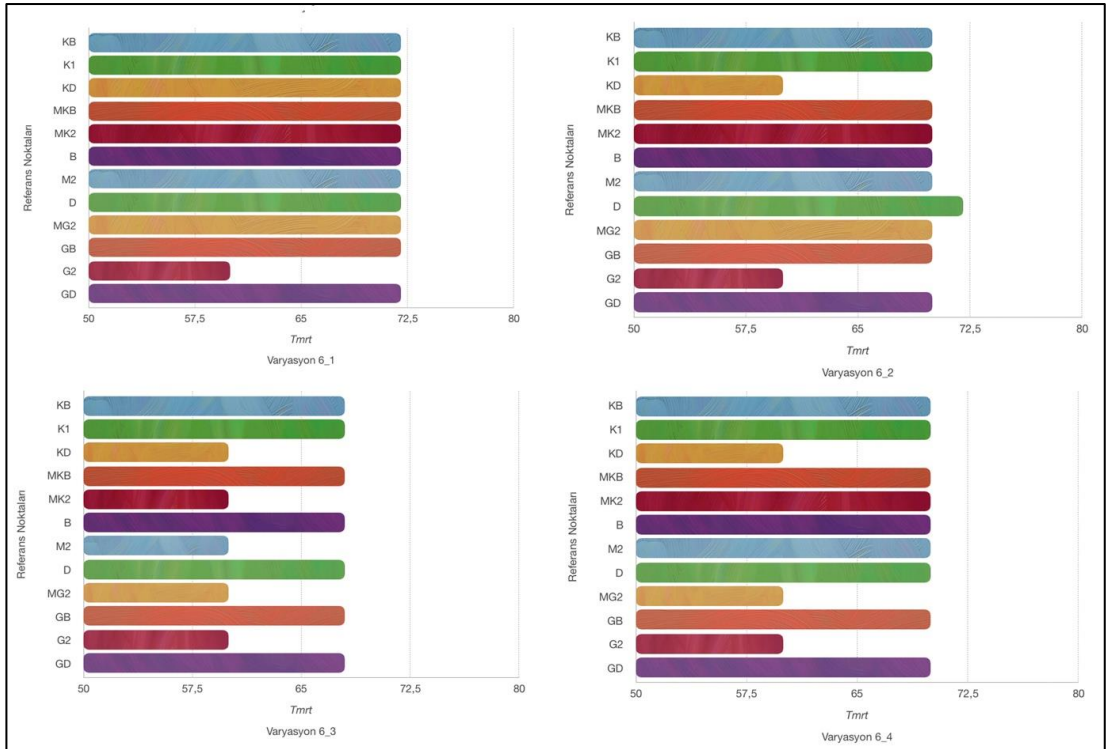 KB
K1
KD
MKB
MK2
B
M2
D
MG2
GB
G2
GD
Referans Noktaları
50 57,5 65 72,5 80
Tmrt
Varyasyon 6_1
KB
K1
KD
MKB
MK2
B
M2
D
MG2
GB
G2
GD
Referans Noktaları
50 57,5 65 72,5 80
Tmrt
Varyasyon 6_2
KB
K1
KD
MKB
MK2
B
M2
D
MG2
GB
G2
GD
Referans Noktaları
50 57,5 65 72,5 80
Tmrt
Varyasyon 6_3
KB
K1
KD
MKB
MK2
B
M2
D
MG2
GB
G2
GD
Referans Noktaları
50 57,5 65 72,5 80
Tmrt
Varyasyon 6_4